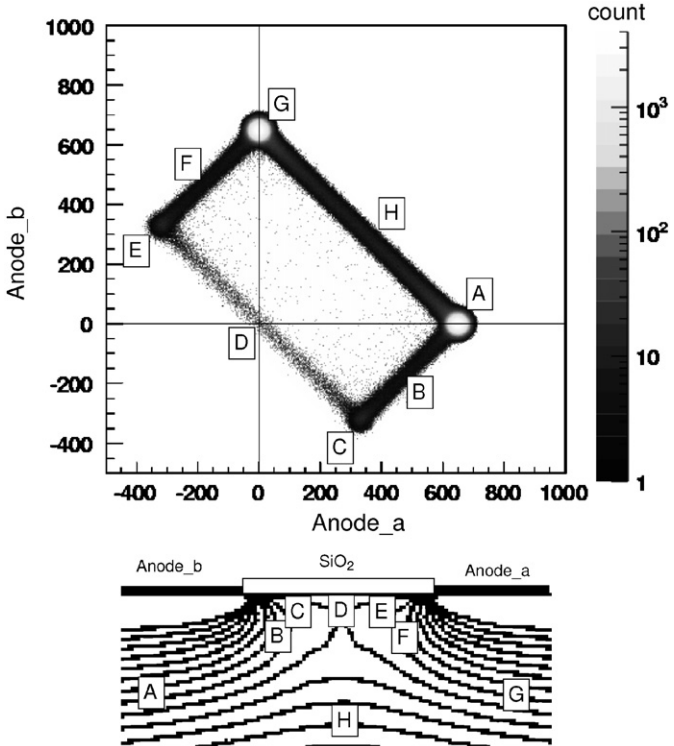 count
1000
800
600
400
200
0
-200
-400
Anode_b
-400 -200 0 200 400 600 800 1000
Anode_a
10³
10²
10
1
G
F
H
E
A
D
B
C
Anode_b SiO₂ Anode_a
C D E
B F
A G
H